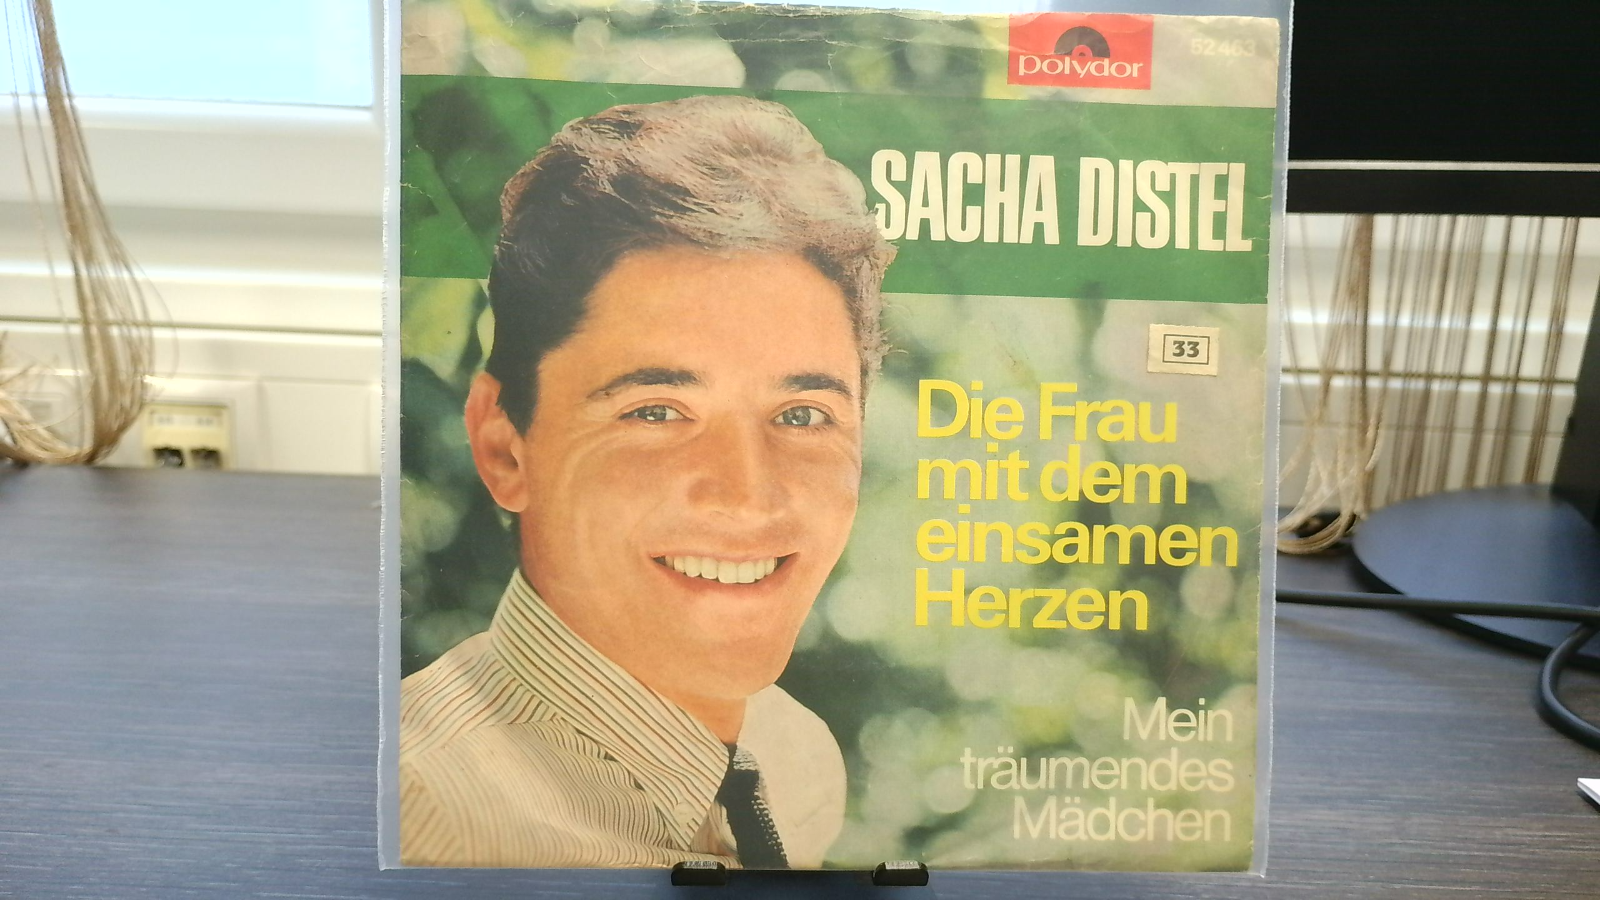 polydor
52 463
SACHA DISTEL
33
Die Frau
mit dem
einsamen
Herzen
Mein
träumendes
Mädchen